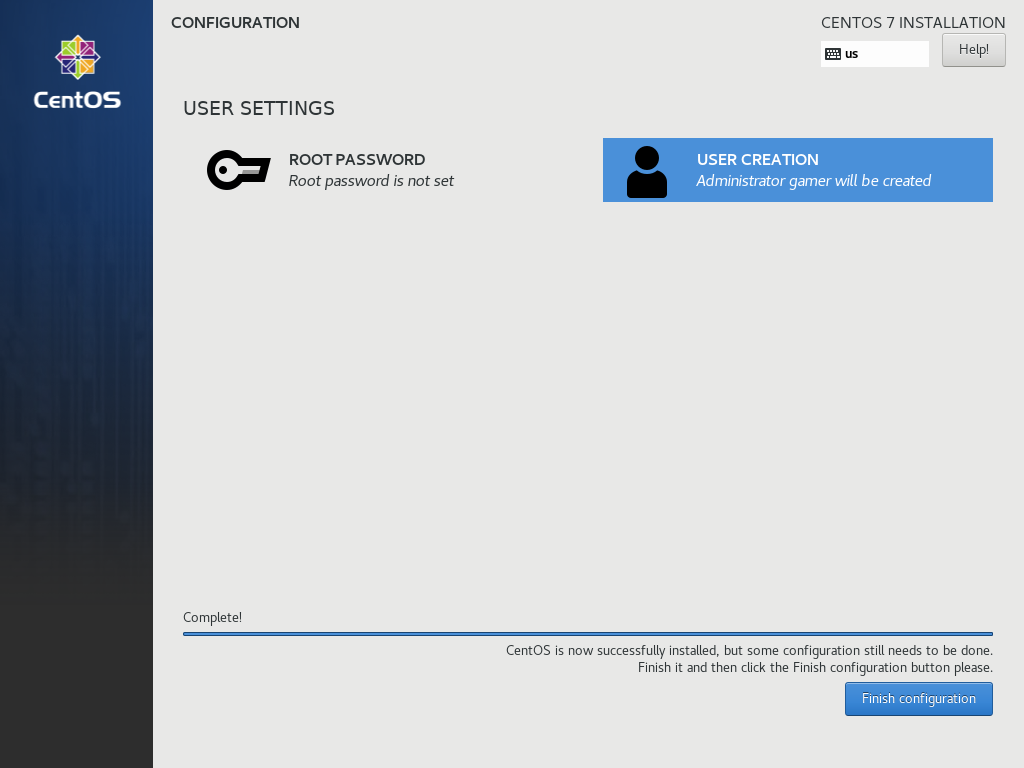 CONFIGURATION
CENTOS 7 INSTALLATION
us
Help!
CentOS
USER SETTINGS
ROOT PASSWORD
Root password is not set
USER CREATION
Administrator gamer will be created
Complete!
CentOS is now successfully installed, but some configuration still needs to be done.
Finish it and then click the Finish configuration button please.
Finish configuration